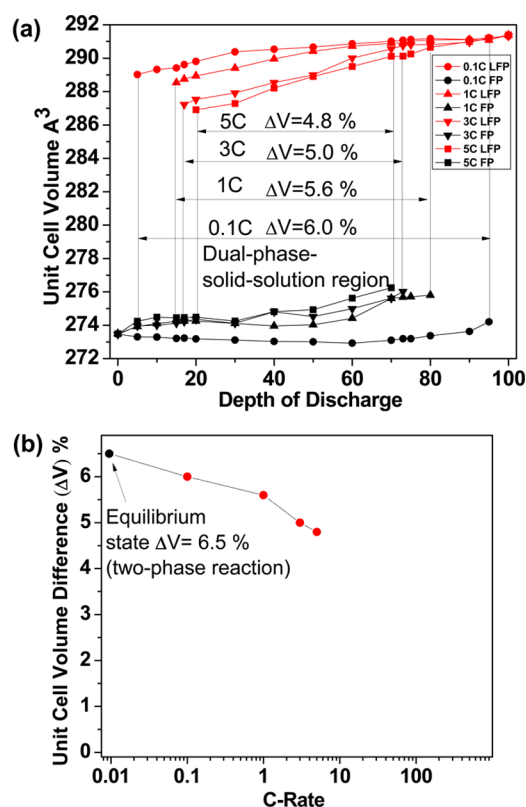 (a)
292
290
288
286
284
282
280
278
276
274
272
Unit Cell Volume A³
0.1C LFP
0.1C FP
1C LFP
1C FP
3C LFP
3C FP
5C LFP
5C FP
5C ΔV=4.8 %
3C ΔV=5.0 %
1C ΔV=5.6 %
0.1C ΔV=6.0 %
Dual-phase-
solid-solution region
0 20 40 60 80 100
Depth of Discharge
(b)
Unit Cell Volume Difference (ΔV) %
6
5
4
3
2
1
0
Equilibrium
state ΔV= 6.5 %
(two-phase reaction)
0.01 0.1 1 10 100
C-Rate